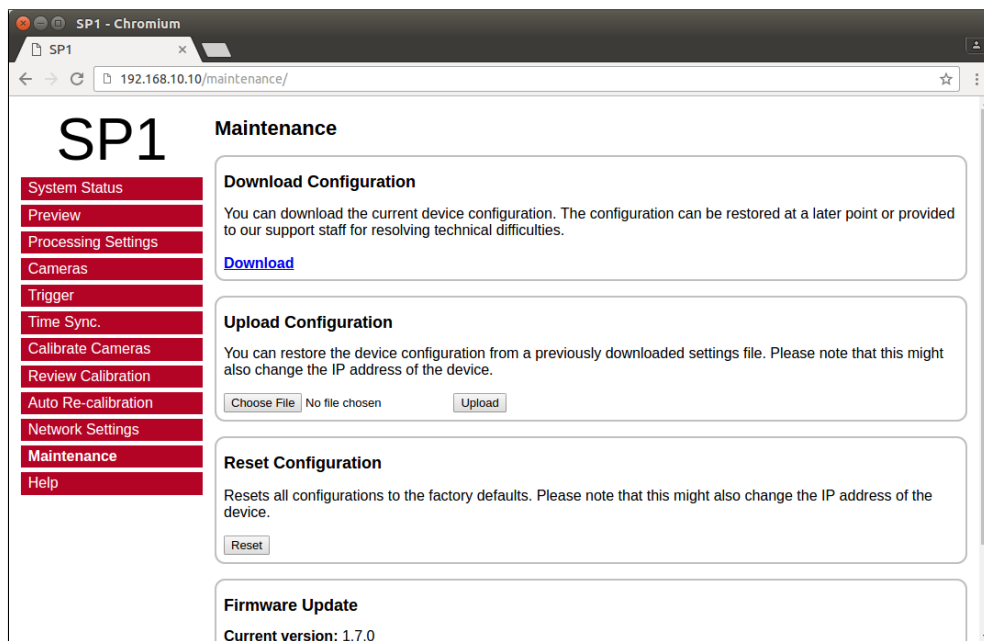 SP1 - Chromium
SP1
192.168.10.10/maintenance/
SP1
System Status
Preview
Processing Settings
Cameras
Trigger
Time Sync.
Calibrate Cameras
Review Calibration
Auto Re-calibration
Network Settings
Maintenance
Help
Maintenance
Download Configuration
You can download the current device configuration. The configuration can be restored at a later point or provided
to our support staff for resolving technical difficulties.
Download
Upload Configuration
You can restore the device configuration from a previously downloaded settings file. Please note that this might
also change the IP address of the device.
Choose File No file chosen Upload
Reset Configuration
Resets all configurations to the factory defaults. Please note that this might also change the IP address of the
device.
Reset
Firmware Update
Current version: 1.7.0